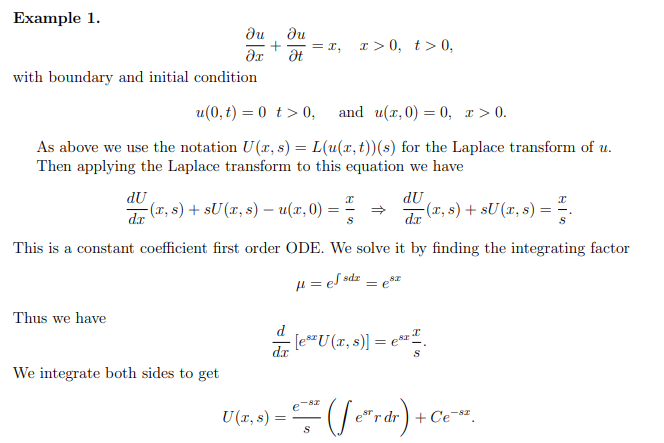 Example 1.
∂u/∂x + ∂u/∂t = x, x > 0, t > 0,
with boundary and initial condition
u(0, t) = 0 t > 0, and u(x, 0) = 0, x > 0.
As above we use the notation U(x, s) = L(u(x, t))(s) for the Laplace transform of u.
Then applying the Laplace transform to this equation we have
dU/dx (x, s) + sU(x, s) − u(x, 0) = x/s ⇒ dU/dx (x, s) + sU(x, s) = x/s.
This is a constant coefficient first order ODE. We solve it by finding the integrating factor
μ = e^{∫ sdx} = e^{sx}
Thus we have
d/dx [e^{sx}U(x, s)] = e^{sx} x/s.
We integrate both sides to get
U(x, s) = e^{−sx}/s (∫ e^{sr} r dr) + Ce^{−sx}.